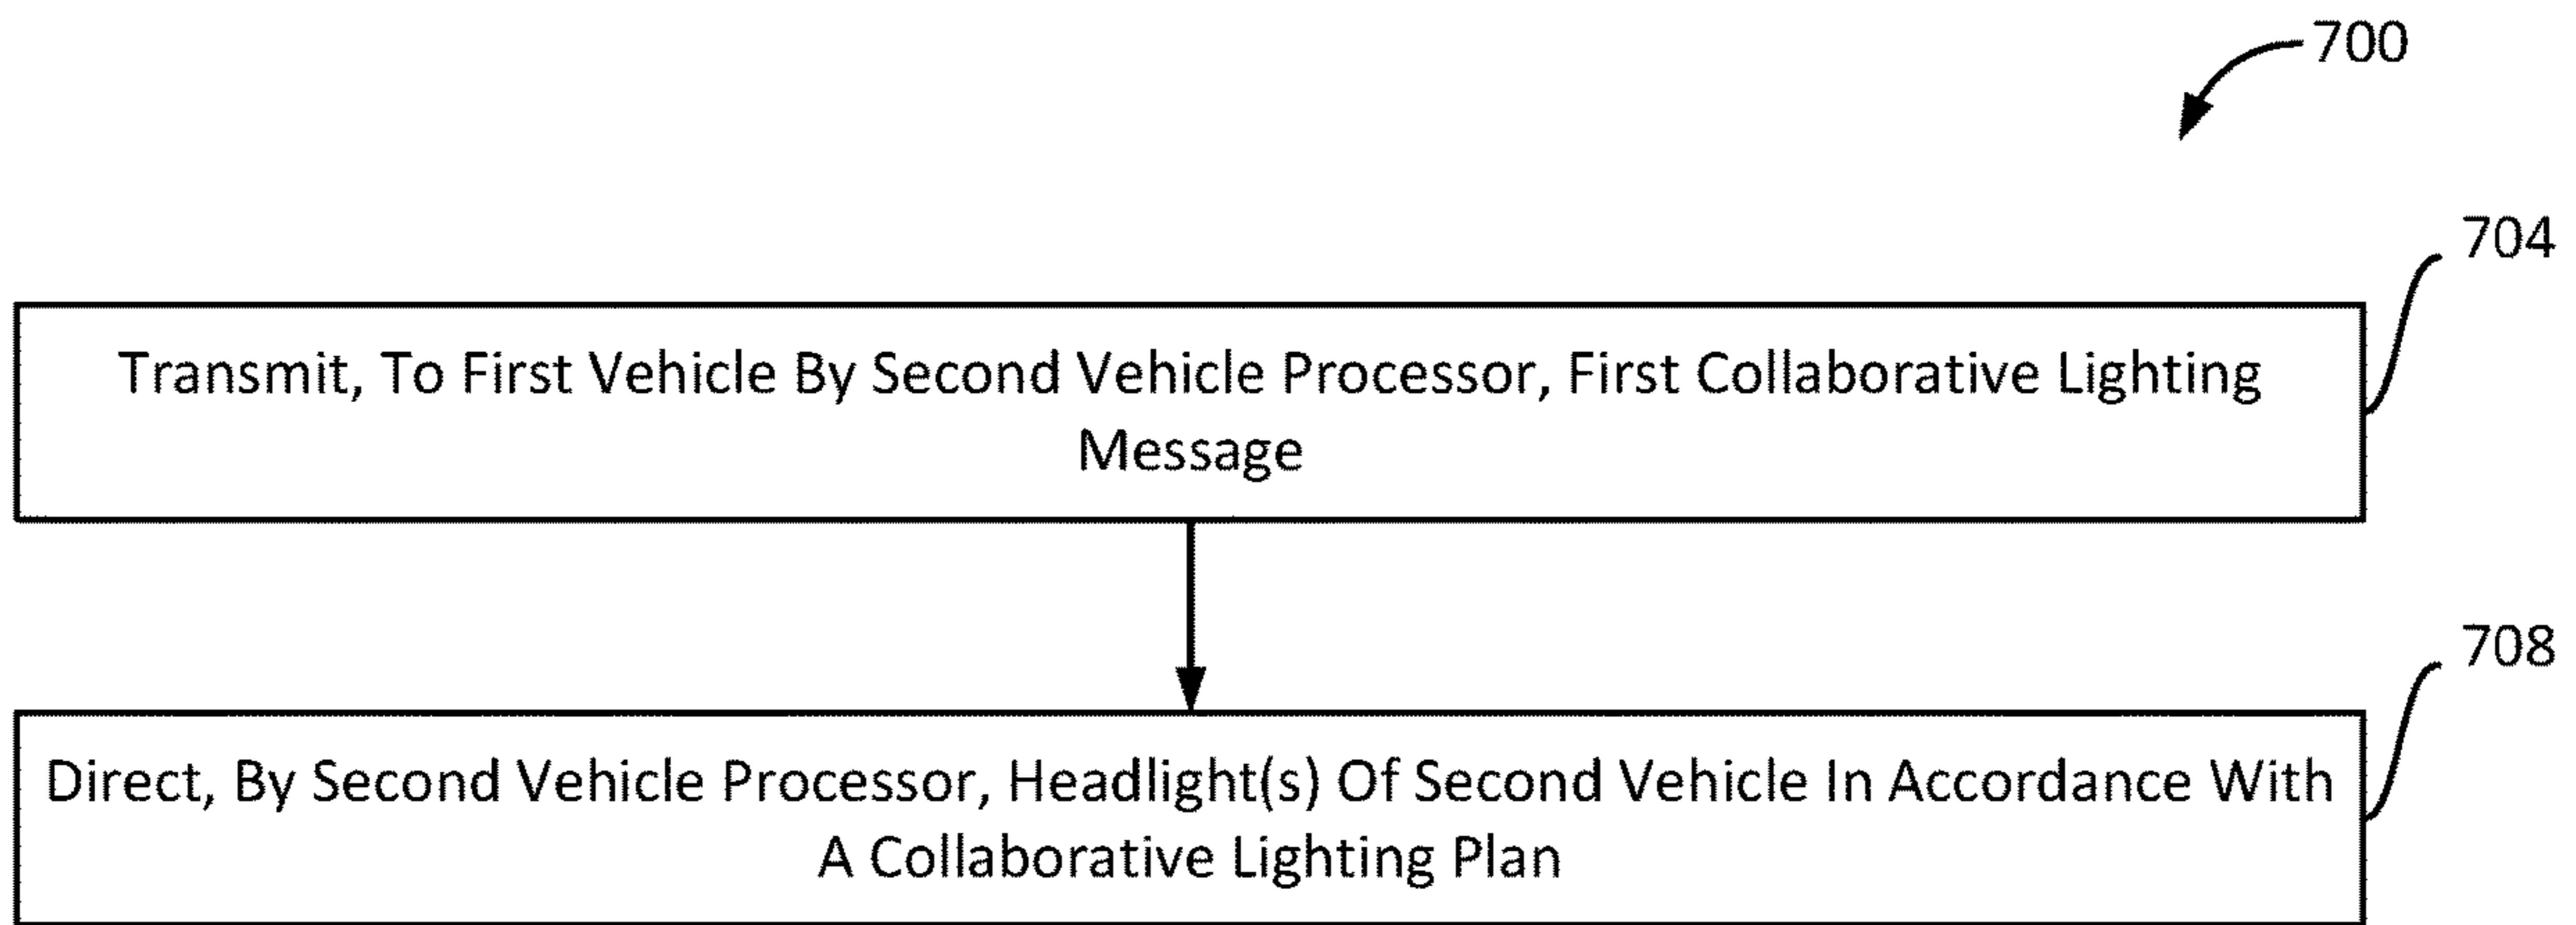 700
704
Transmit, To First Vehicle By Second Vehicle Processor, First Collaborative Lighting
Message
708
Direct, By Second Vehicle Processor, Headlight(s) Of Second Vehicle In Accordance With
A Collaborative Lighting Plan